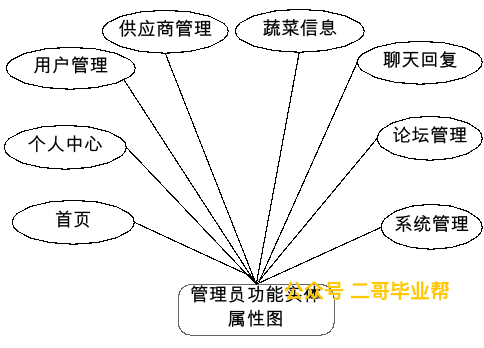 供应商管理
蔬菜信息
用户管理
聊天回复
个人中心
论坛管理
首页
系统管理
管理员功能实体
属性图
公众号 二哥毕业帮